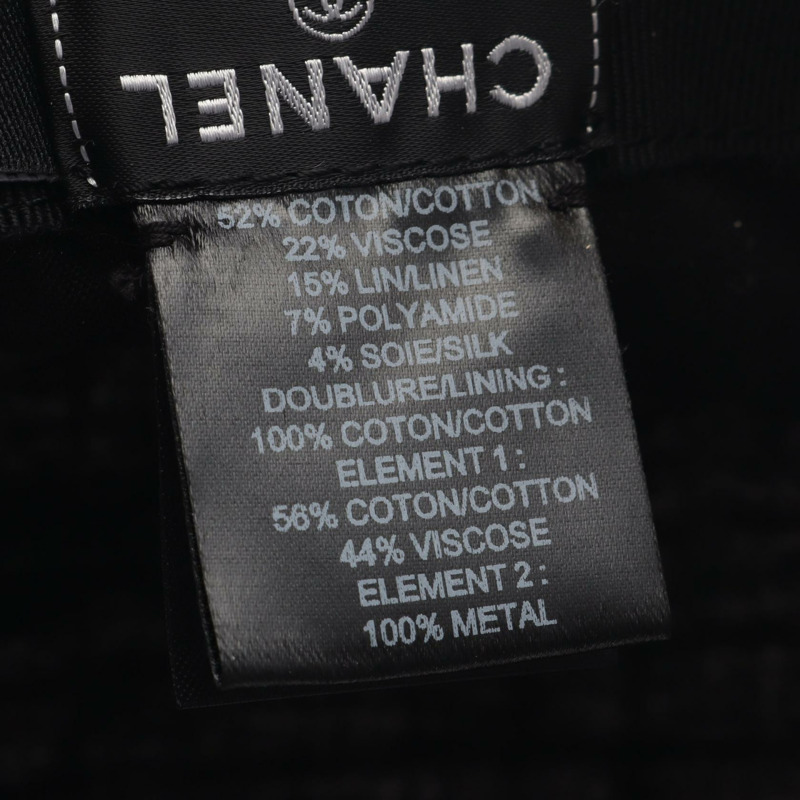 CHANEL
52% COTON/COTTON
22% VISCOSE
15% LIN/LINEN
7% POLYAMIDE
4% SOIE/SILK
DOUBLURE/LINING :
100% COTON/COTTON
ELEMENT 1 :
56% COTON/COTTON
44% VISCOSE
ELEMENT 2 :
100% METAL